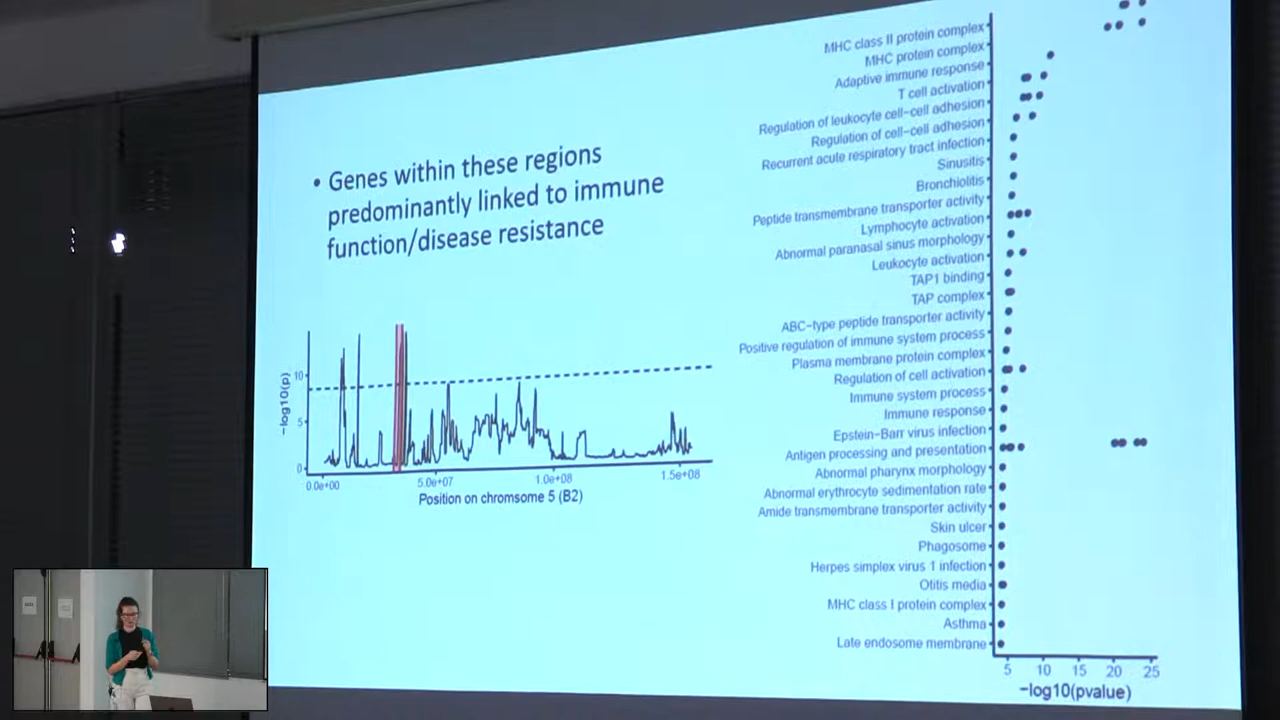 • Genes within these regions
predominantly linked to immune
function/disease resistance
−log10(p)
10
5
0
0.0e+00
5.0e+07
1.0e+08
1.5e+08
Position on chromsome 5 (B2)
MHC class II protein complex
MHC protein complex
Adaptive immune response
T cell activation
Regulation of leukocyte cell−cell adhesion
Regulation of cell−cell adhesion
Recurrent acute respiratory tract infection
Sinusitis
Bronchiolitis
Peptide transmembrane transporter activity
Lymphocyte activation
Abnormal paranasal sinus morphology
Leukocyte activation
TAP1 binding
TAP complex
ABC−type peptide transporter activity
Positive regulation of immune system process
Plasma membrane protein complex
Regulation of cell activation
Immune system process
Immune response
Epstein−Barr virus infection
Antigen processing and presentation
Abnormal pharynx morphology
Abnormal erythrocyte sedimentation rate
Amide transmembrane transporter activity
Skin ulcer
Phagosome
Herpes simplex virus 1 infection
Otitis media
MHC class I protein complex
Asthma
Late endosome membrane
5 10 15 20 25
−log10(pvalue)